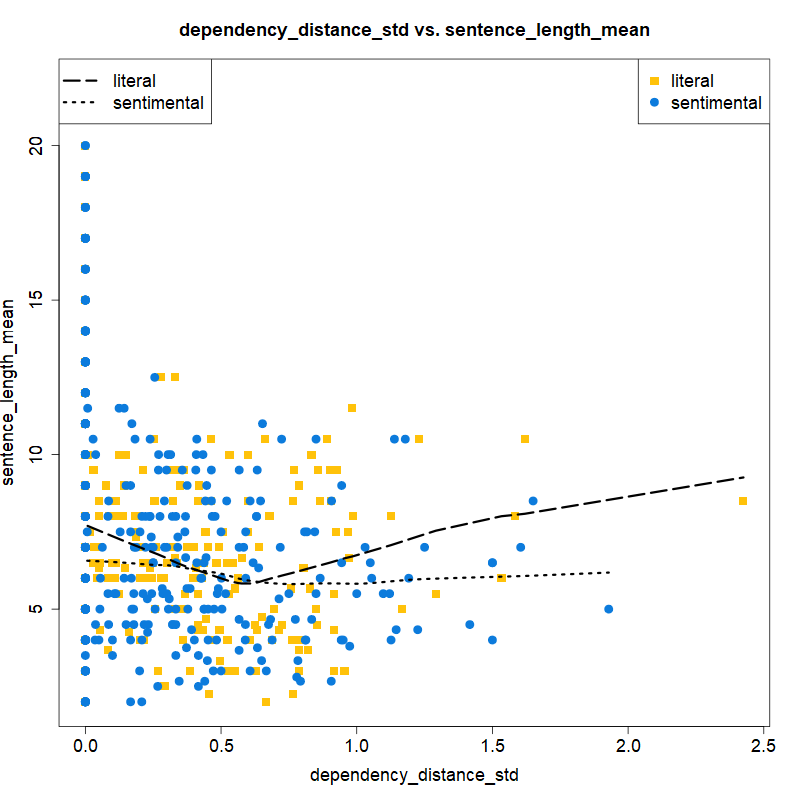 dependency_distance_std vs. sentence_length_mean
literal
sentimental
literal
sentimental
sentence_length_mean
20
15
10
5
0.0 0.5 1.0 1.5 2.0 2.5
dependency_distance_std